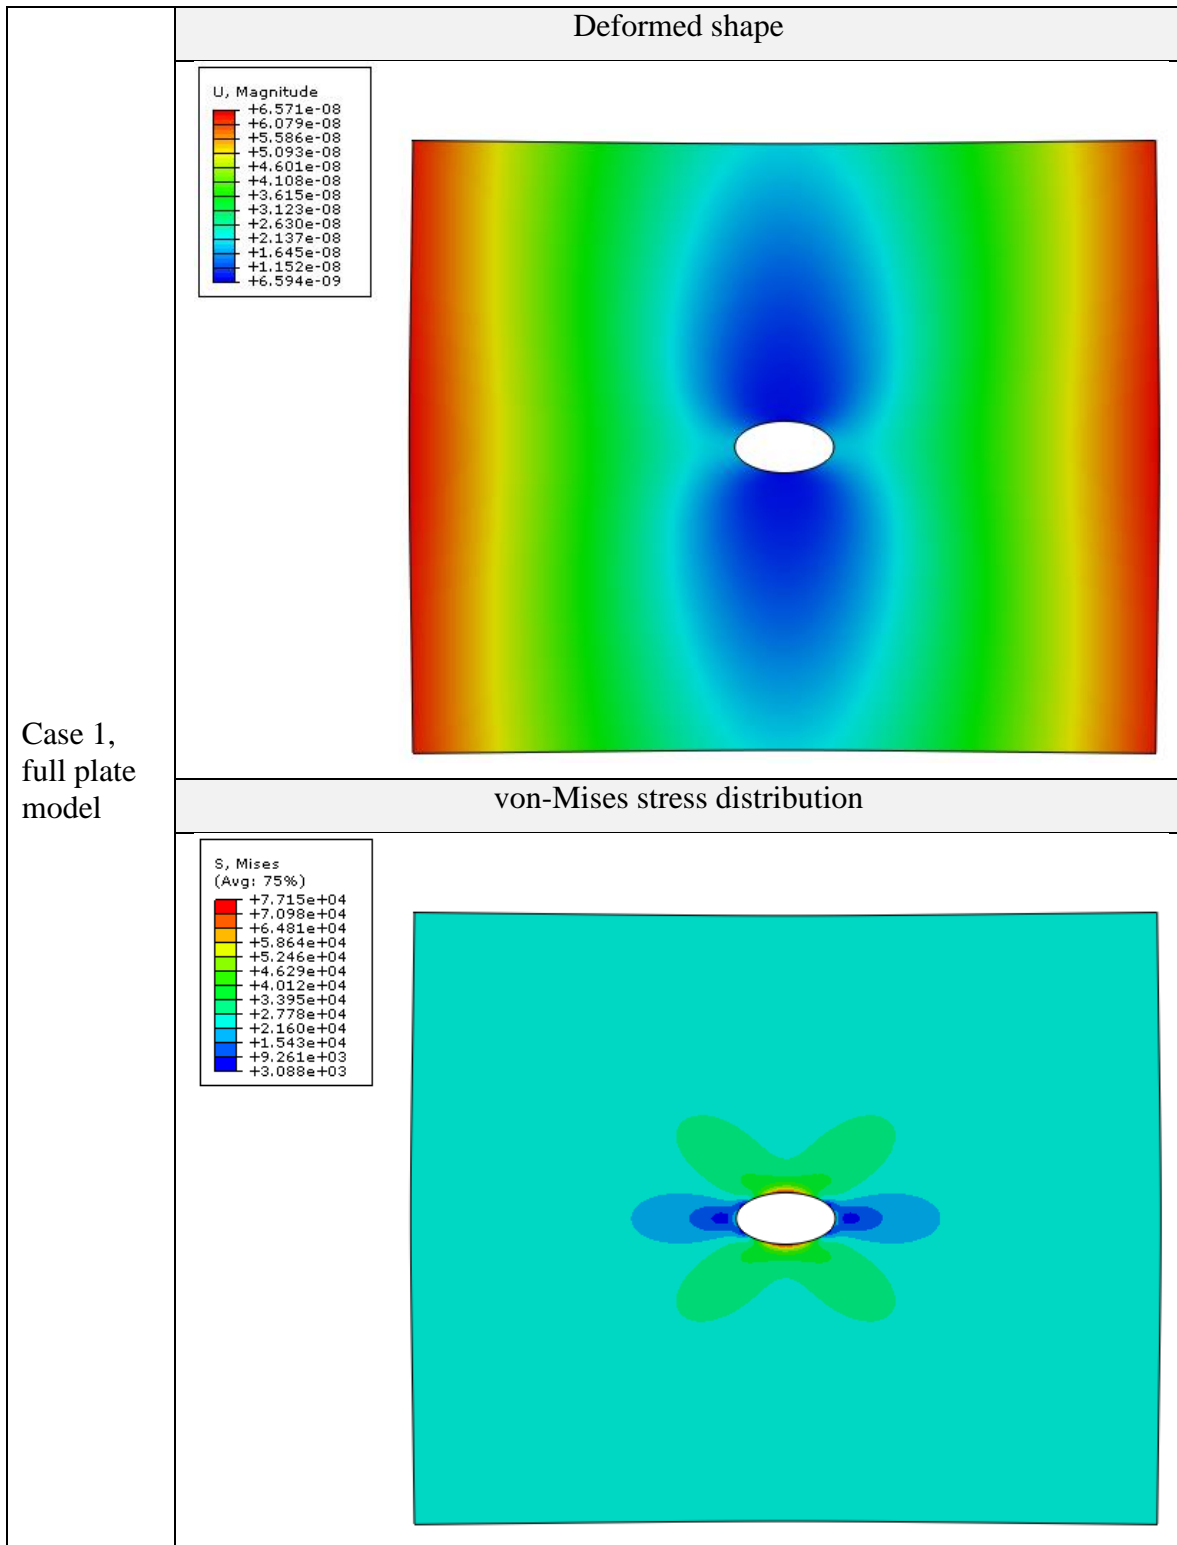 Deformed shape
U, Magnitude
+6.571e-08
+6.079e-08
+5.586e-08
+5.093e-08
+4.601e-08
+4.108e-08
+3.615e-08
+3.123e-08
+2.630e-08
+2.137e-08
+1.645e-08
+1.152e-08
+6.594e-09
Case 1,
full plate
model
von-Mises stress distribution
S, Mises
(Avg: 75%)
+7.715e+04
+7.098e+04
+6.481e+04
+5.864e+04
+5.246e+04
+4.629e+04
+4.012e+04
+3.395e+04
+2.778e+04
+2.160e+04
+1.543e+04
+9.261e+03
+3.088e+03